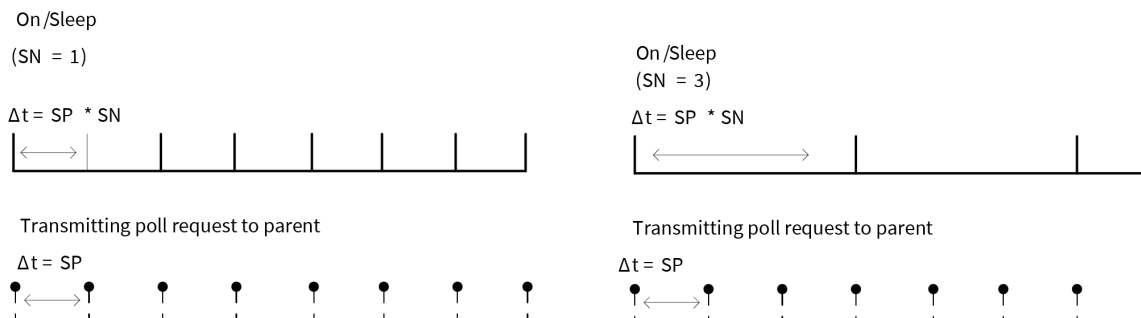 On/Sleep
(SN = 1)
Δt = SP * SN
Transmitting poll request to parent
Δt = SP
On/Sleep
(SN = 3)
Δt = SP * SN
Transmitting poll request to parent
Δt = SP